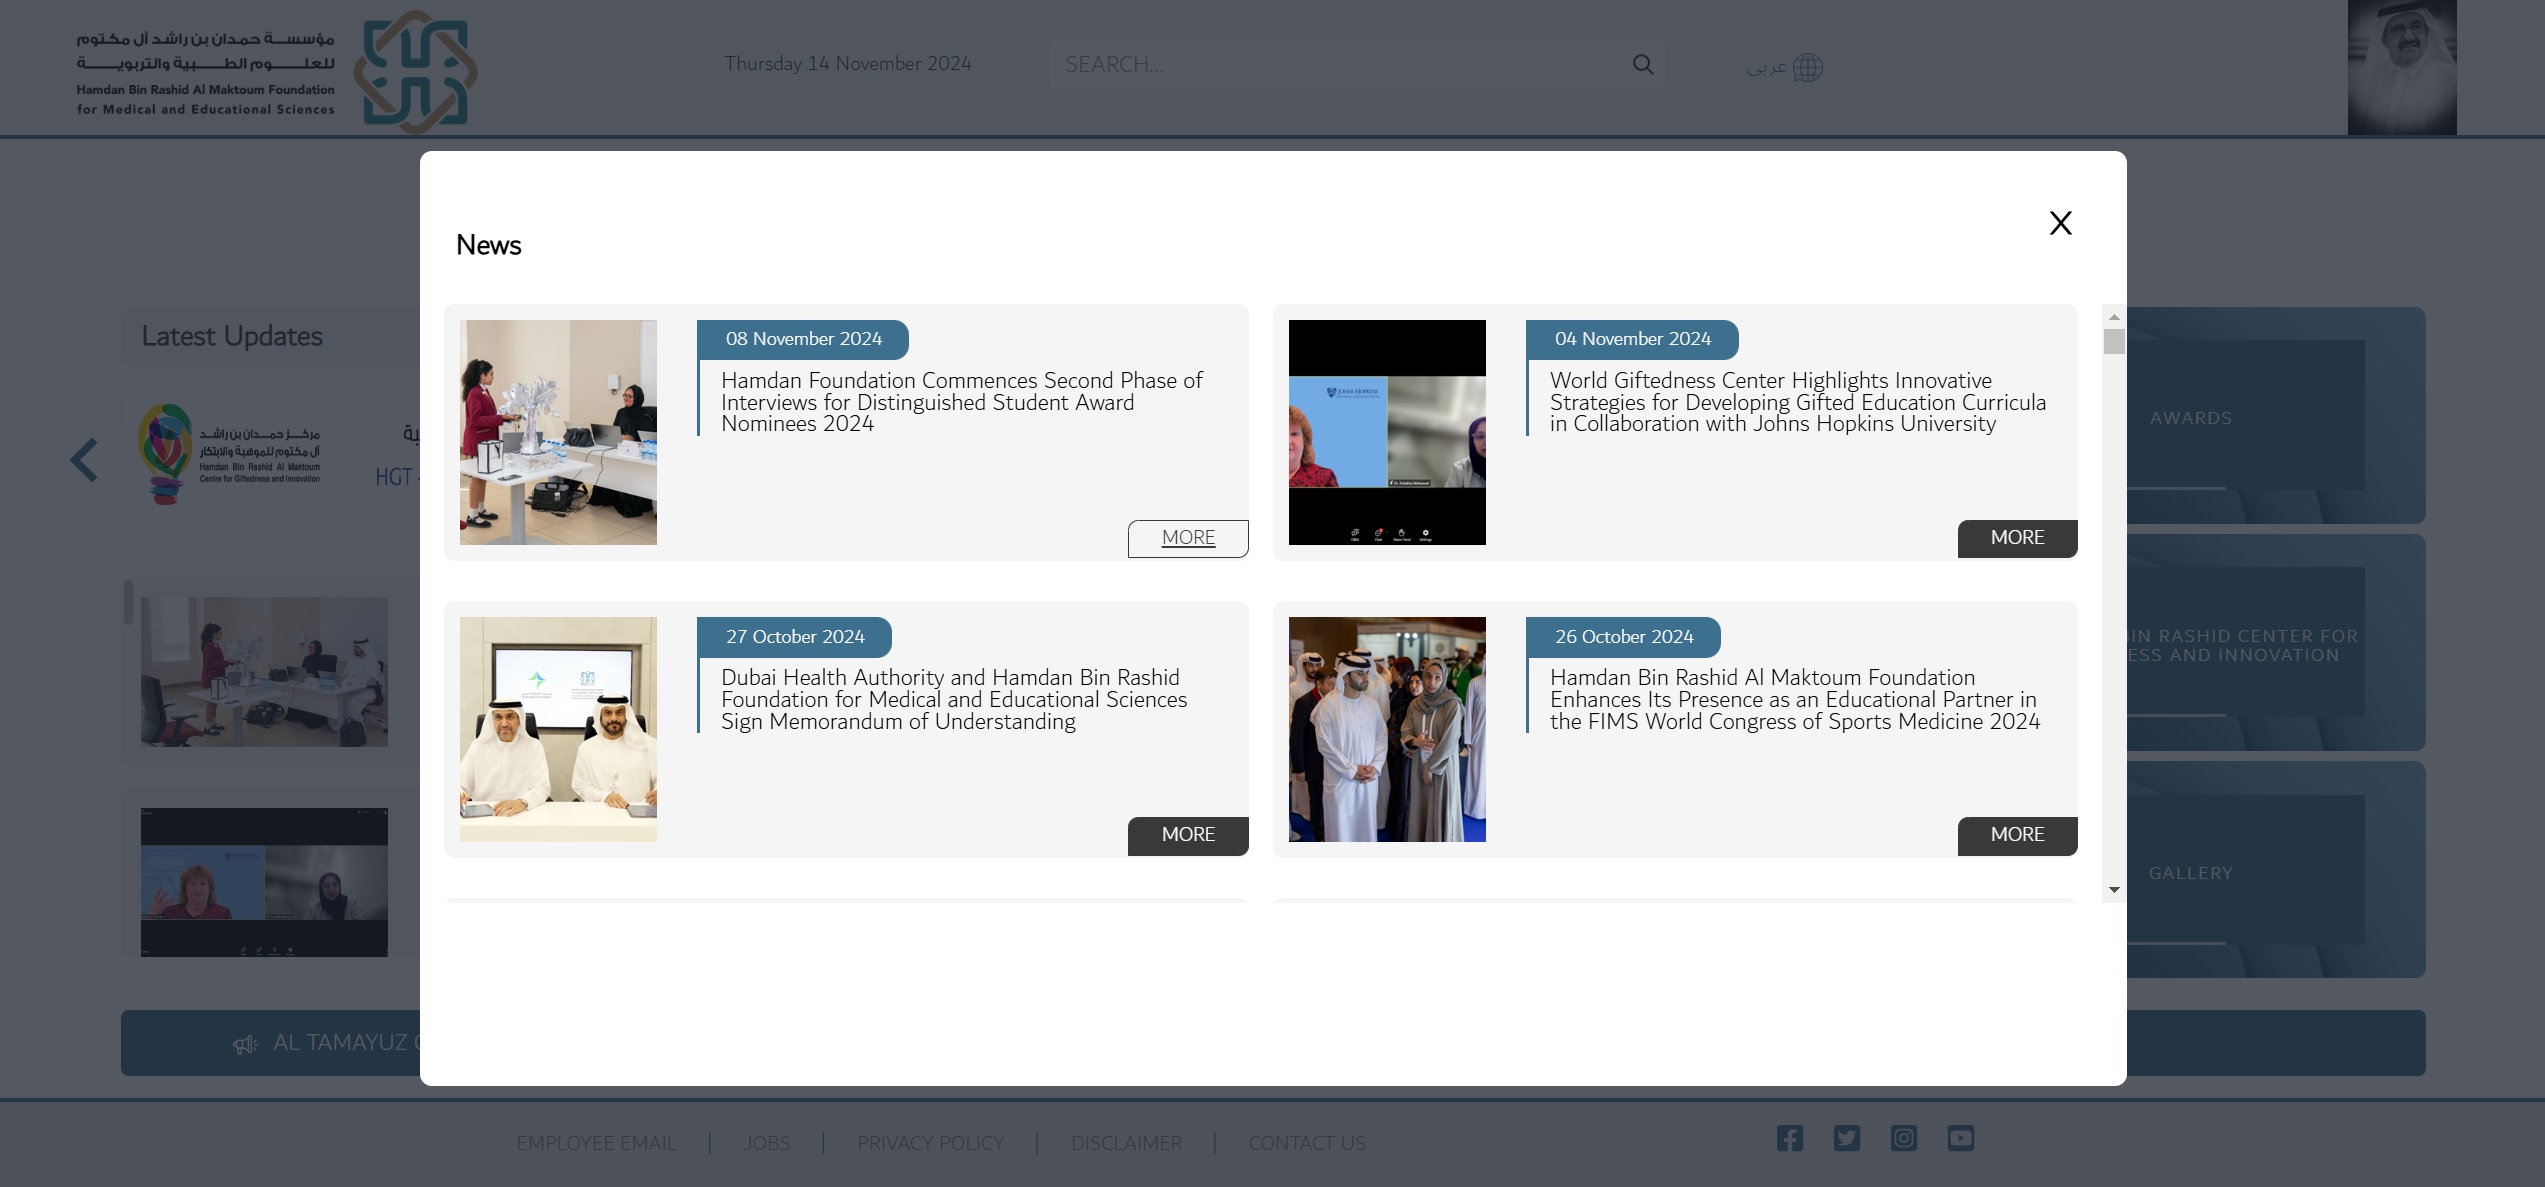 مؤسسة حمدان بن راشد آل مكتوم
للعلوم الطبية والتربوية
Hamdan Bin Rashid Al Maktoum Foundation
for Medical and Educational Sciences
Thursday 14 November 2024
SEARCH...
عربى
News
X
Latest Updates
مركز حمدان بن راشد
آل مكتوم للموهبة والابتكار
Hamdan Bin Rashid Al Maktoum
Centre for Giftedness and Innovation
HGT
08 November 2024
Hamdan Foundation Commences Second Phase of
Interviews for Distinguished Student Award
Nominees 2024
MORE
JOHNS HOPKINS
04 November 2024
World Giftedness Center Highlights Innovative
Strategies for Developing Gifted Education Curricula
in Collaboration with Johns Hopkins University
MORE
27 October 2024
Dubai Health Authority and Hamdan Bin Rashid
Foundation for Medical and Educational Sciences
Sign Memorandum of Understanding
MORE
26 October 2024
Hamdan Bin Rashid Al Maktoum Foundation
Enhances Its Presence as an Educational Partner in
the FIMS World Congress of Sports Medicine 2024
MORE
AWARDS
BIN RASHID CENTER FOR
ESS AND INNOVATION
GALLERY
AL TAMAYUZ
EMPLOYEE EMAIL | JOBS | PRIVACY POLICY | DISCLAIMER | CONTACT US